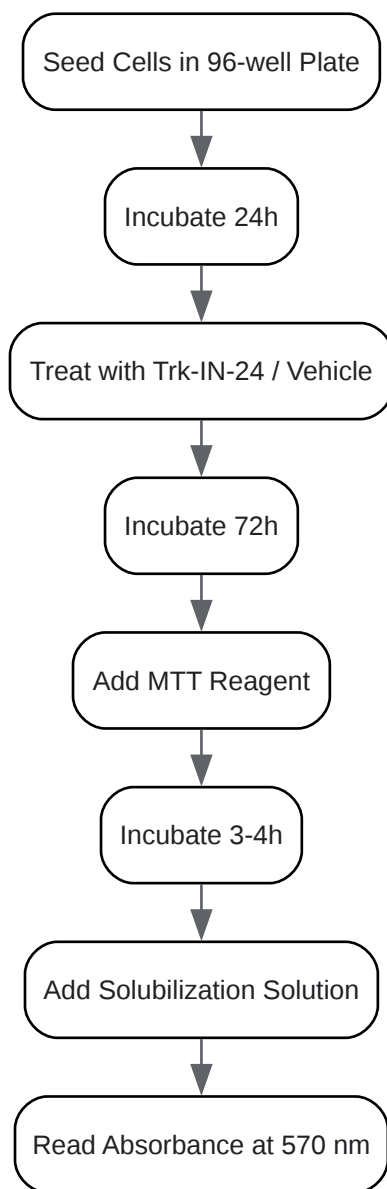 Seed Cells in 96-well Plate
Incubate 24h
Treat with Trk-IN-24 / Vehicle
Incubate 72h
Add MTT Reagent
Incubate 3-4h
Add Solubilization Solution
Read Absorbance at 570 nm